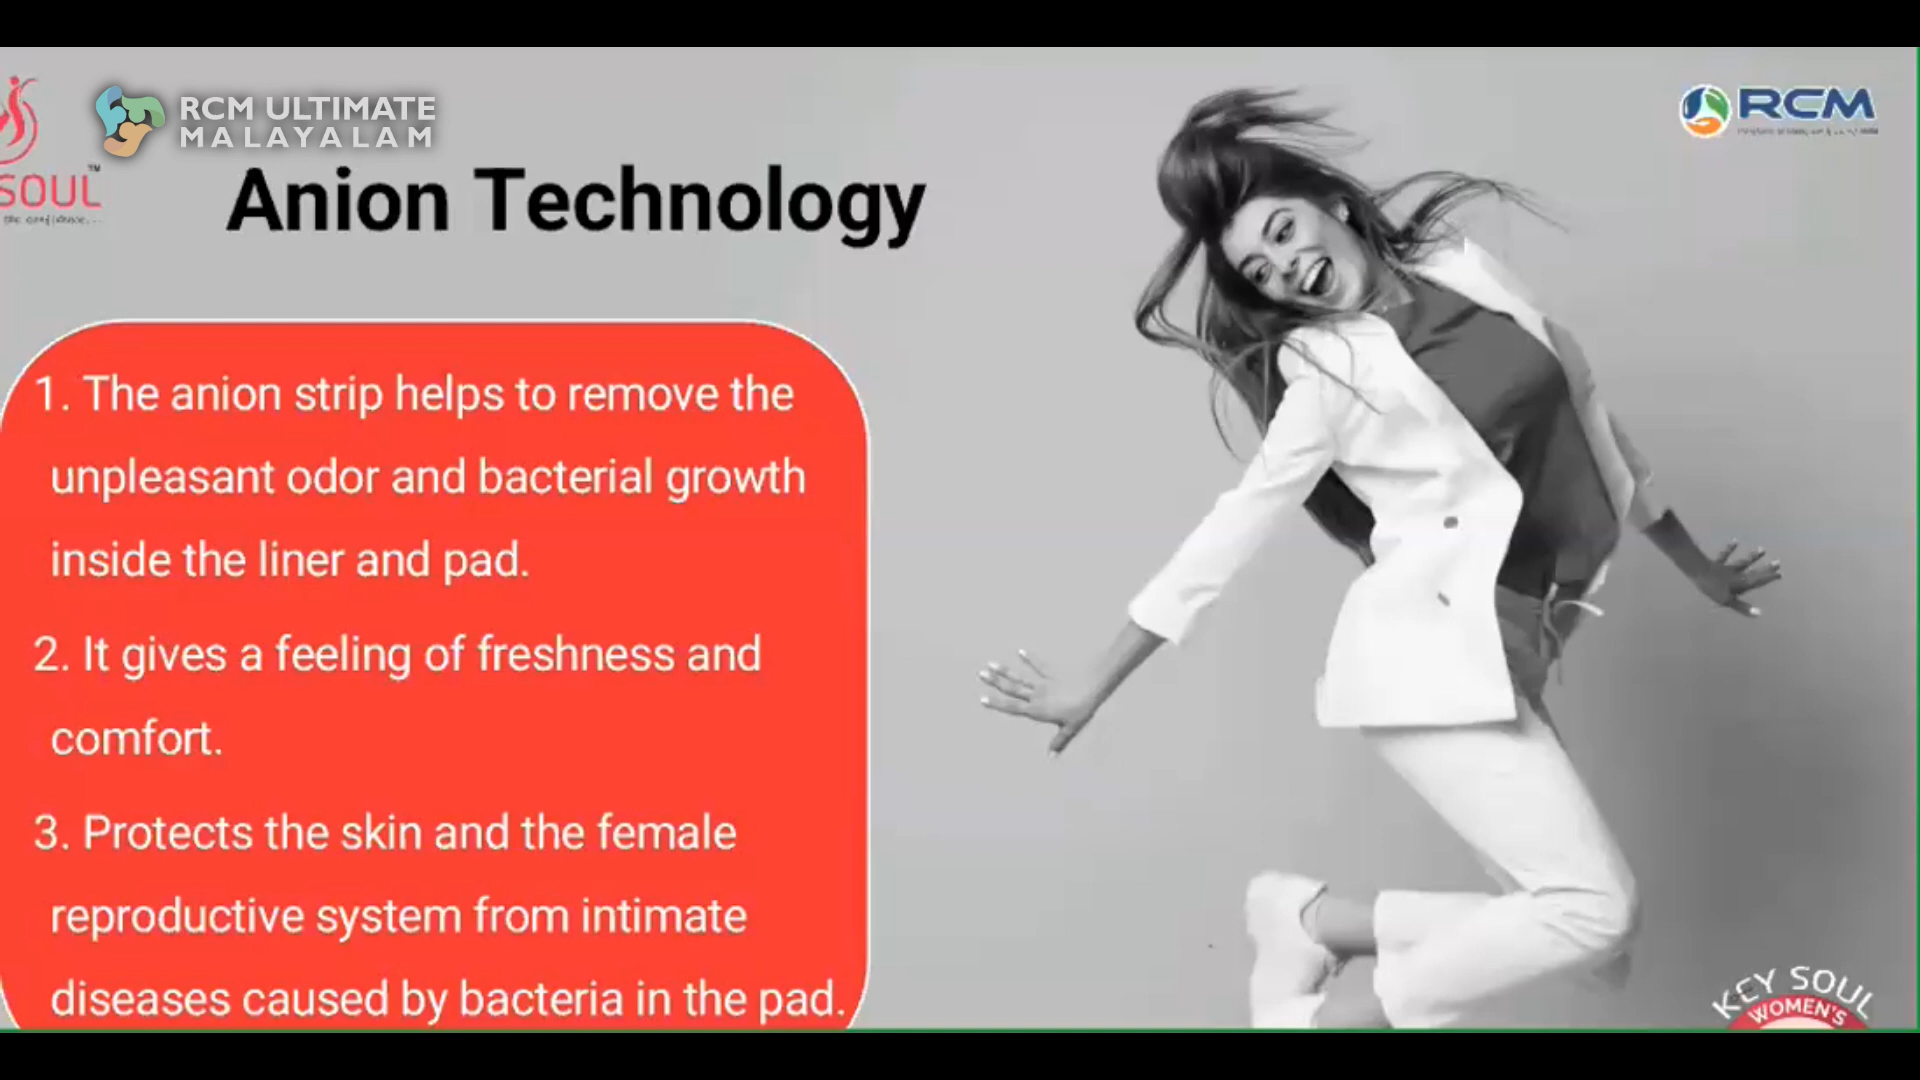 RCM ULTIMATE
MALAYALAM
RCM
SOUL™
Anion Technology
1. The anion strip helps to remove the
unpleasant odor and bacterial growth
inside the liner and pad.
2. It gives a feeling of freshness and
comfort.
3. Protects the skin and the female
reproductive system from intimate
diseases caused by bacteria in the pad.
KEY SOUL
WOMEN'S